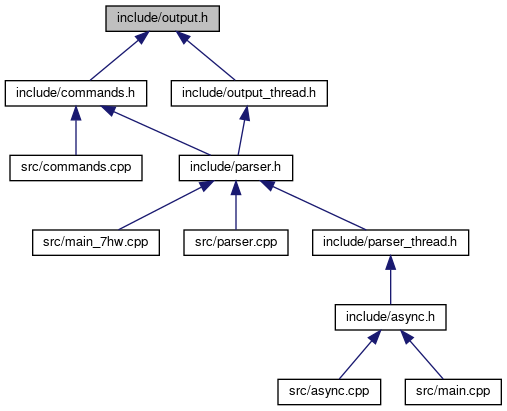 include/output.h
include/commands.h
include/output_thread.h
src/commands.cpp
include/parser.h
src/main_7hw.cpp
src/parser.cpp
include/parser_thread.h
include/async.h
src/async.cpp
src/main.cpp